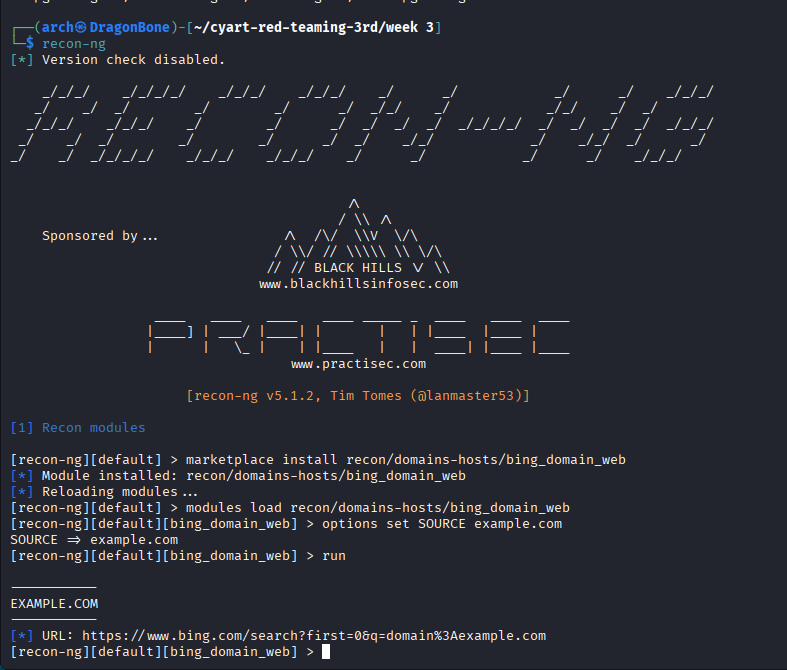 ┌──(arch㉿DragonBone)-[~/cyart-red-teaming-3rd/week 3]
└─$ recon-ng
[*] Version check disabled.
RECON-NG
Sponsored by...
BLACK HILLS
www.blackhillsinfosec.com
PRACTISEC
www.practisec.com
[recon-ng v5.1.2, Tim Tomes (@lanmaster53)]
[1] Recon modules
[recon-ng][default] > marketplace install recon/domains-hosts/bing_domain_web
[*] Module installed: recon/domains-hosts/bing_domain_web
[*] Reloading modules...
[recon-ng][default] > modules load recon/domains-hosts/bing_domain_web
[recon-ng][default][bing_domain_web] > options set SOURCE example.com
SOURCE => example.com
[recon-ng][default][bing_domain_web] > run
-----------
EXAMPLE.COM
-----------
[*] URL: https://www.bing.com/search?first=0&q=domain%3Aexample.com
[recon-ng][default][bing_domain_web] >